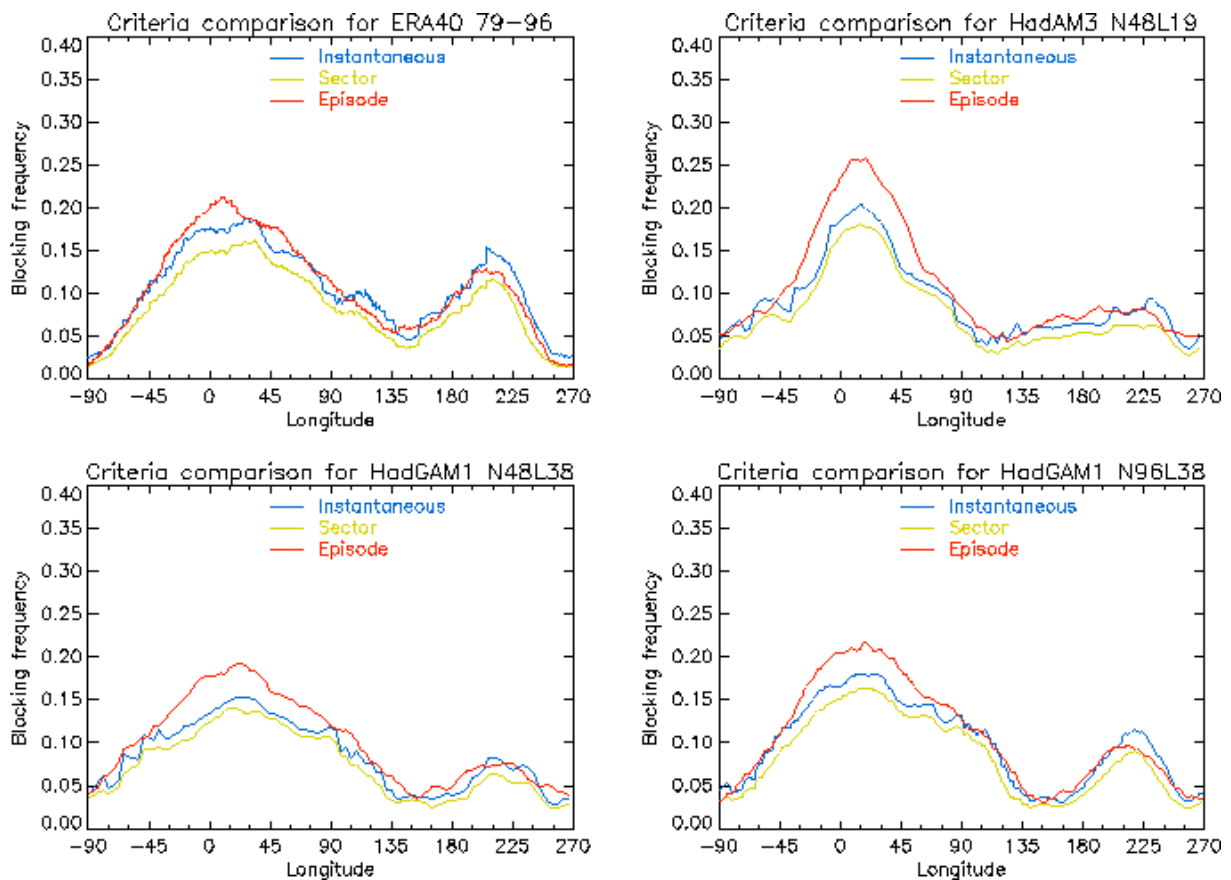 Criteria comparison for ERA40 79-96
0.40
0.35
0.30
0.25
0.20
0.15
0.10
0.05
0.00
Blocking frequency
Instantaneous
Sector
Episode
-90 -45 0 45 90 135 180 225 270
Longitude
Criteria comparison for HadAM3 N48L19
0.40
0.35
0.30
0.25
0.20
0.15
0.10
0.05
0.00
Blocking frequency
Instantaneous
Sector
Episode
-90 -45 0 45 90 135 180 225 270
Longitude
Criteria comparison for HadGAM1 N48L38
0.40
0.35
0.30
0.25
0.20
0.15
0.10
0.05
0.00
Blocking frequency
Instantaneous
Sector
Episode
-90 -45 0 45 90 135 180 225 270
Longitude
Criteria comparison for HadGAM1 N96L38
0.40
0.35
0.30
0.25
0.20
0.15
0.10
0.05
0.00
Blocking frequency
Instantaneous
Sector
Episode
-90 -45 0 45 90 135 180 225 270
Longitude